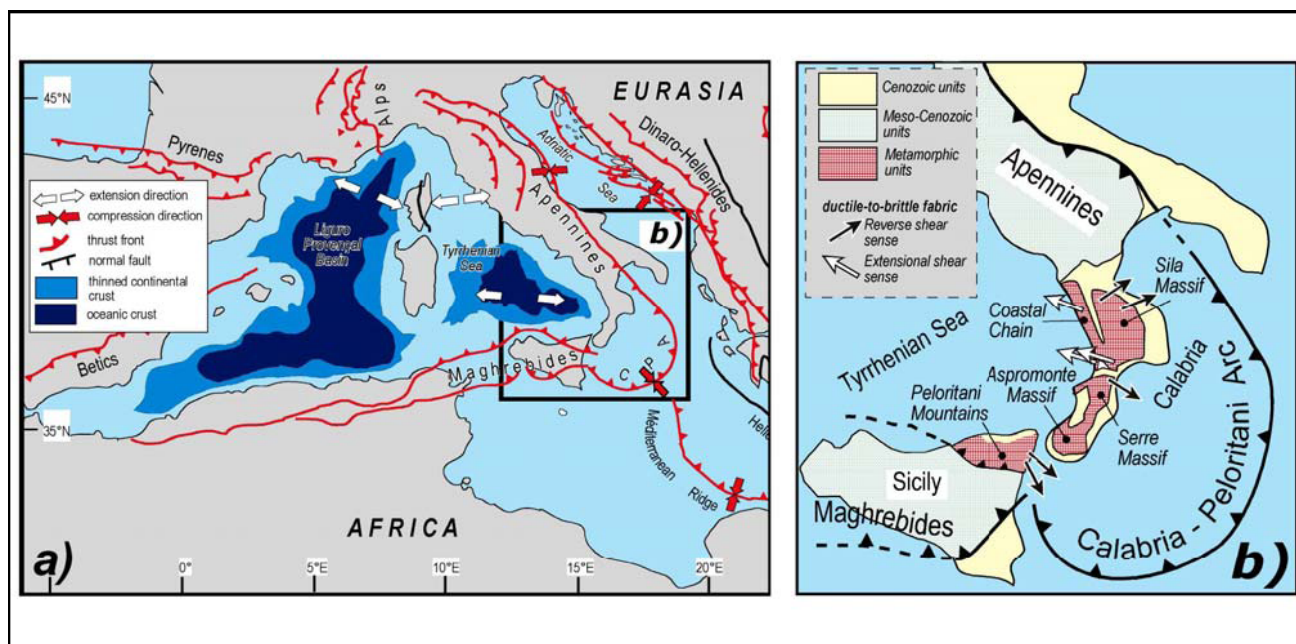 45°N
35°N
0°
5°E
10°E
15°E
20°E
EURASIA
AFRICA
Pyrenes
Alps
Adriatic
Sea
Dinaro-Hellenides
Apennines
Liguro
Provençal
Basin
Tyrrhenian
Sea
Betics
Maghrebides
C P A
Méditerranean
Ridge
Helle
b)
a)
extension direction
compression direction
thrust front
normal fault
thinned continental
crust
oceanic crust
Cenozoic units
Meso-Cenozoic
units
Metamorphic
units
ductile-to-brittle fabric
Reverse shear
sense
Extensional shear
sense
Apennines
Sila
Massif
Coastal
Chain
Tyrrhenian Sea
Calabria
Aspromonte
Massif
Peloritani
Mountains
Serre
Massif
Sicily
Maghrebides
Calabria - Peloritani Arc
b)